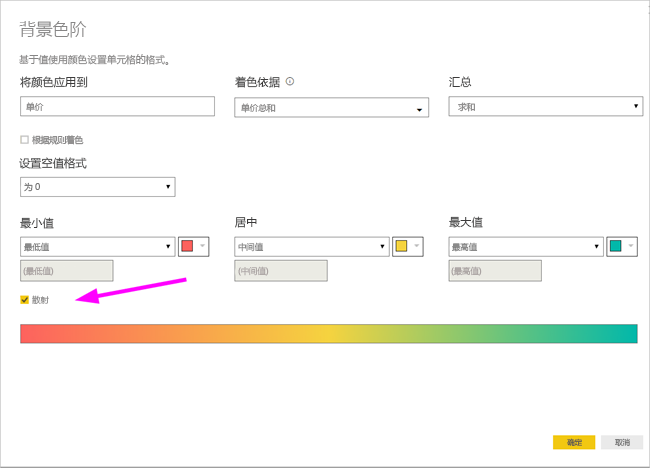 背景色阶
基于值使用颜色设置单元格的格式。
将颜色应用到 着色依据 汇总
单价 单价总和 求和
根据规则着色
设置空值格式
为 0
最小值 居中 最大值
最低值 中间值 最高值
(最低值) (中间值) (最高值)
散射
确定 取消